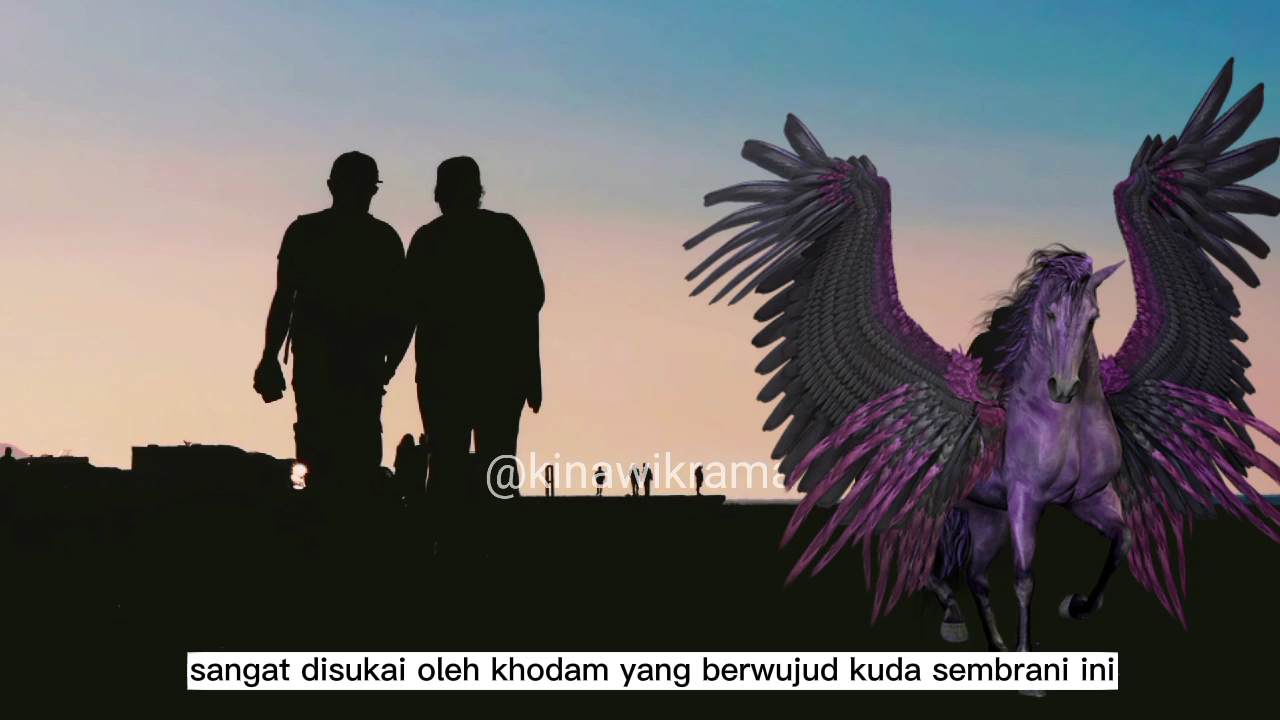 @kinawikrama
sangat disukai oleh khodam yang berwujud kuda sembrani ini